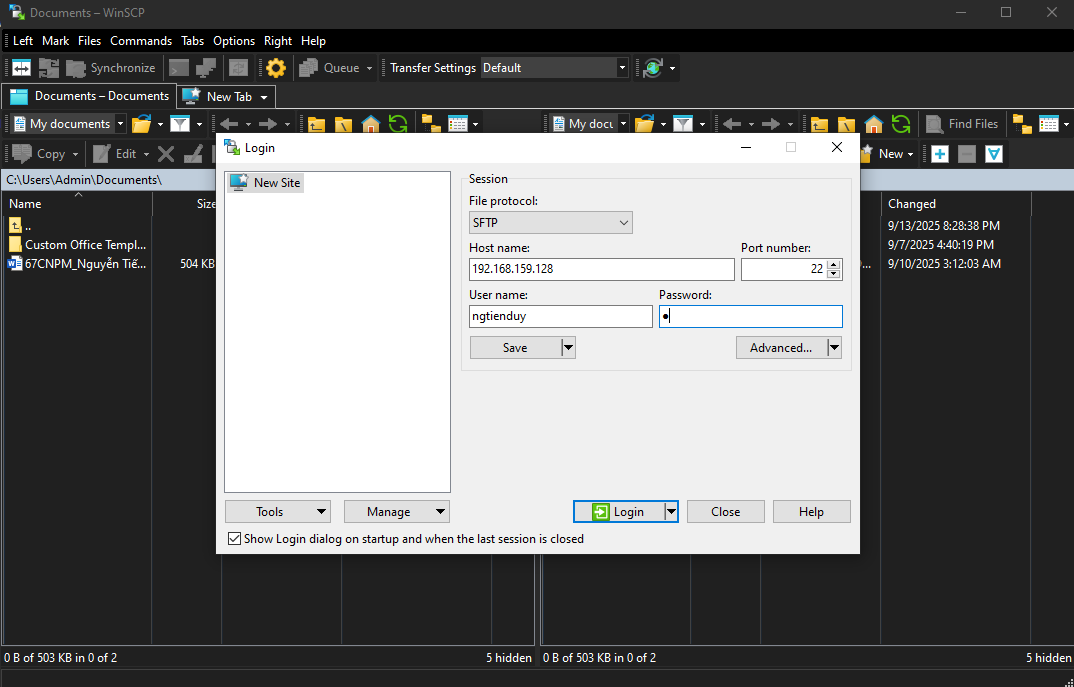 Documents – WinSCP
Left Mark Files Commands Tabs Options Right Help
Synchronize Queue Transfer Settings Default
Documents – Documents New Tab
My documents
My docu Find Files
Copy Edit
New
C:\Users\Admin\Documents\
Name Size
Changed
..
9/13/2025 8:28:38 PM
Custom Office Templ...
9/7/2025 4:40:19 PM
67CNPM_Nguyễn Tiế... 504 KB
9/10/2025 3:12:03 AM
Login
New Site
Session
File protocol:
SFTP
Host name: Port number:
192.168.159.128 22
User name: Password:
ngtienduy ●
Save Advanced...
Tools Manage Login Close Help
Show Login dialog on startup and when the last session is closed
0 B of 503 KB in 0 of 2 5 hidden 0 B of 503 KB in 0 of 2 5 hidden